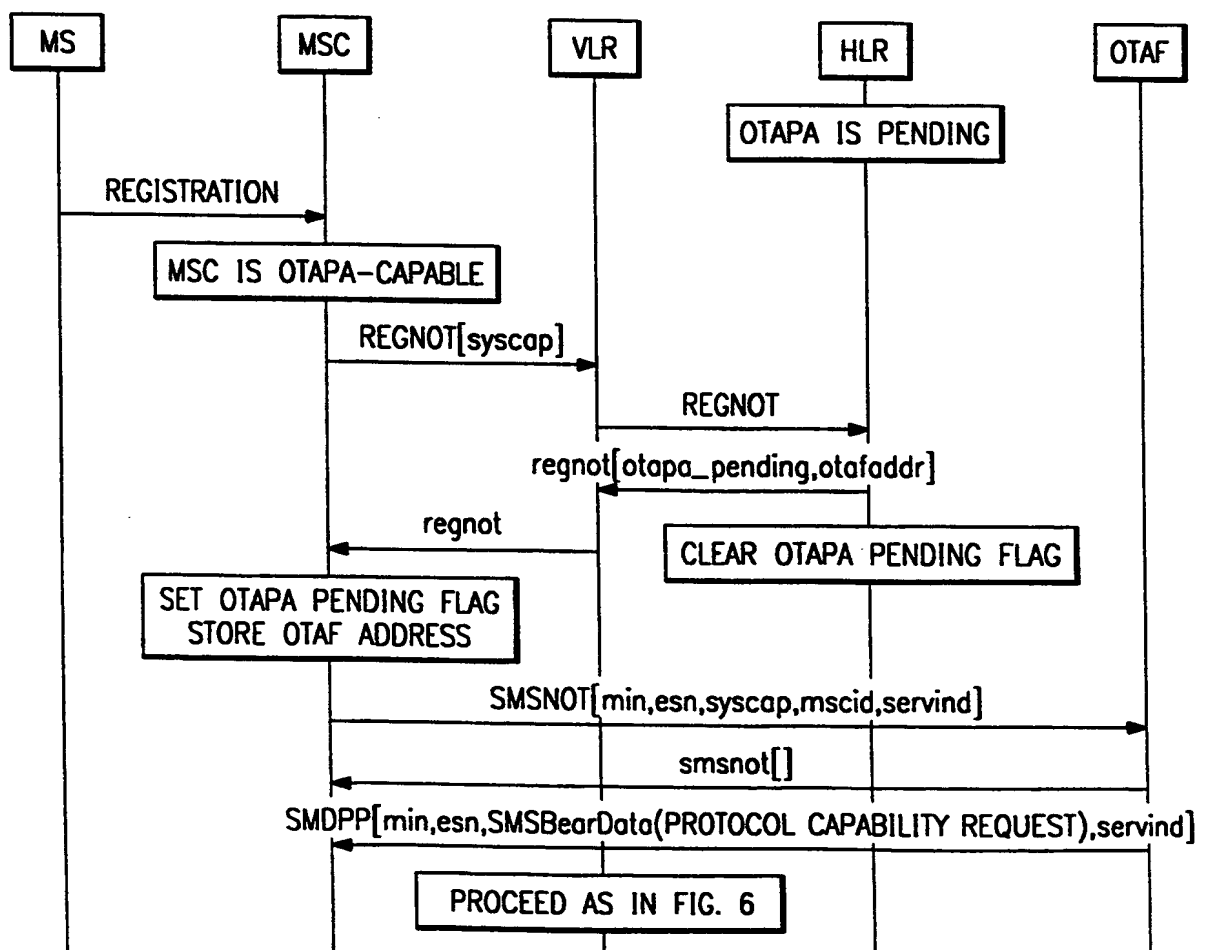 MS
MSC
VLR
HLR
OTAF
OTAPA IS PENDING
REGISTRATION
MSC IS OTAPA-CAPABLE
REGNOT[syscap]
REGNOT
regnot[otapa_pending,otafaddr]
regnot
CLEAR OTAPA PENDING FLAG
SET OTAPA PENDING FLAG
STORE OTAF ADDRESS
SMSNOT[min,esn,syscap,mscid,servind]
smsnot[]
SMDPP[min,esn,SMSBearData(PROTOCOL CAPABILITY REQUEST),servind]
PROCEED AS IN FIG. 6